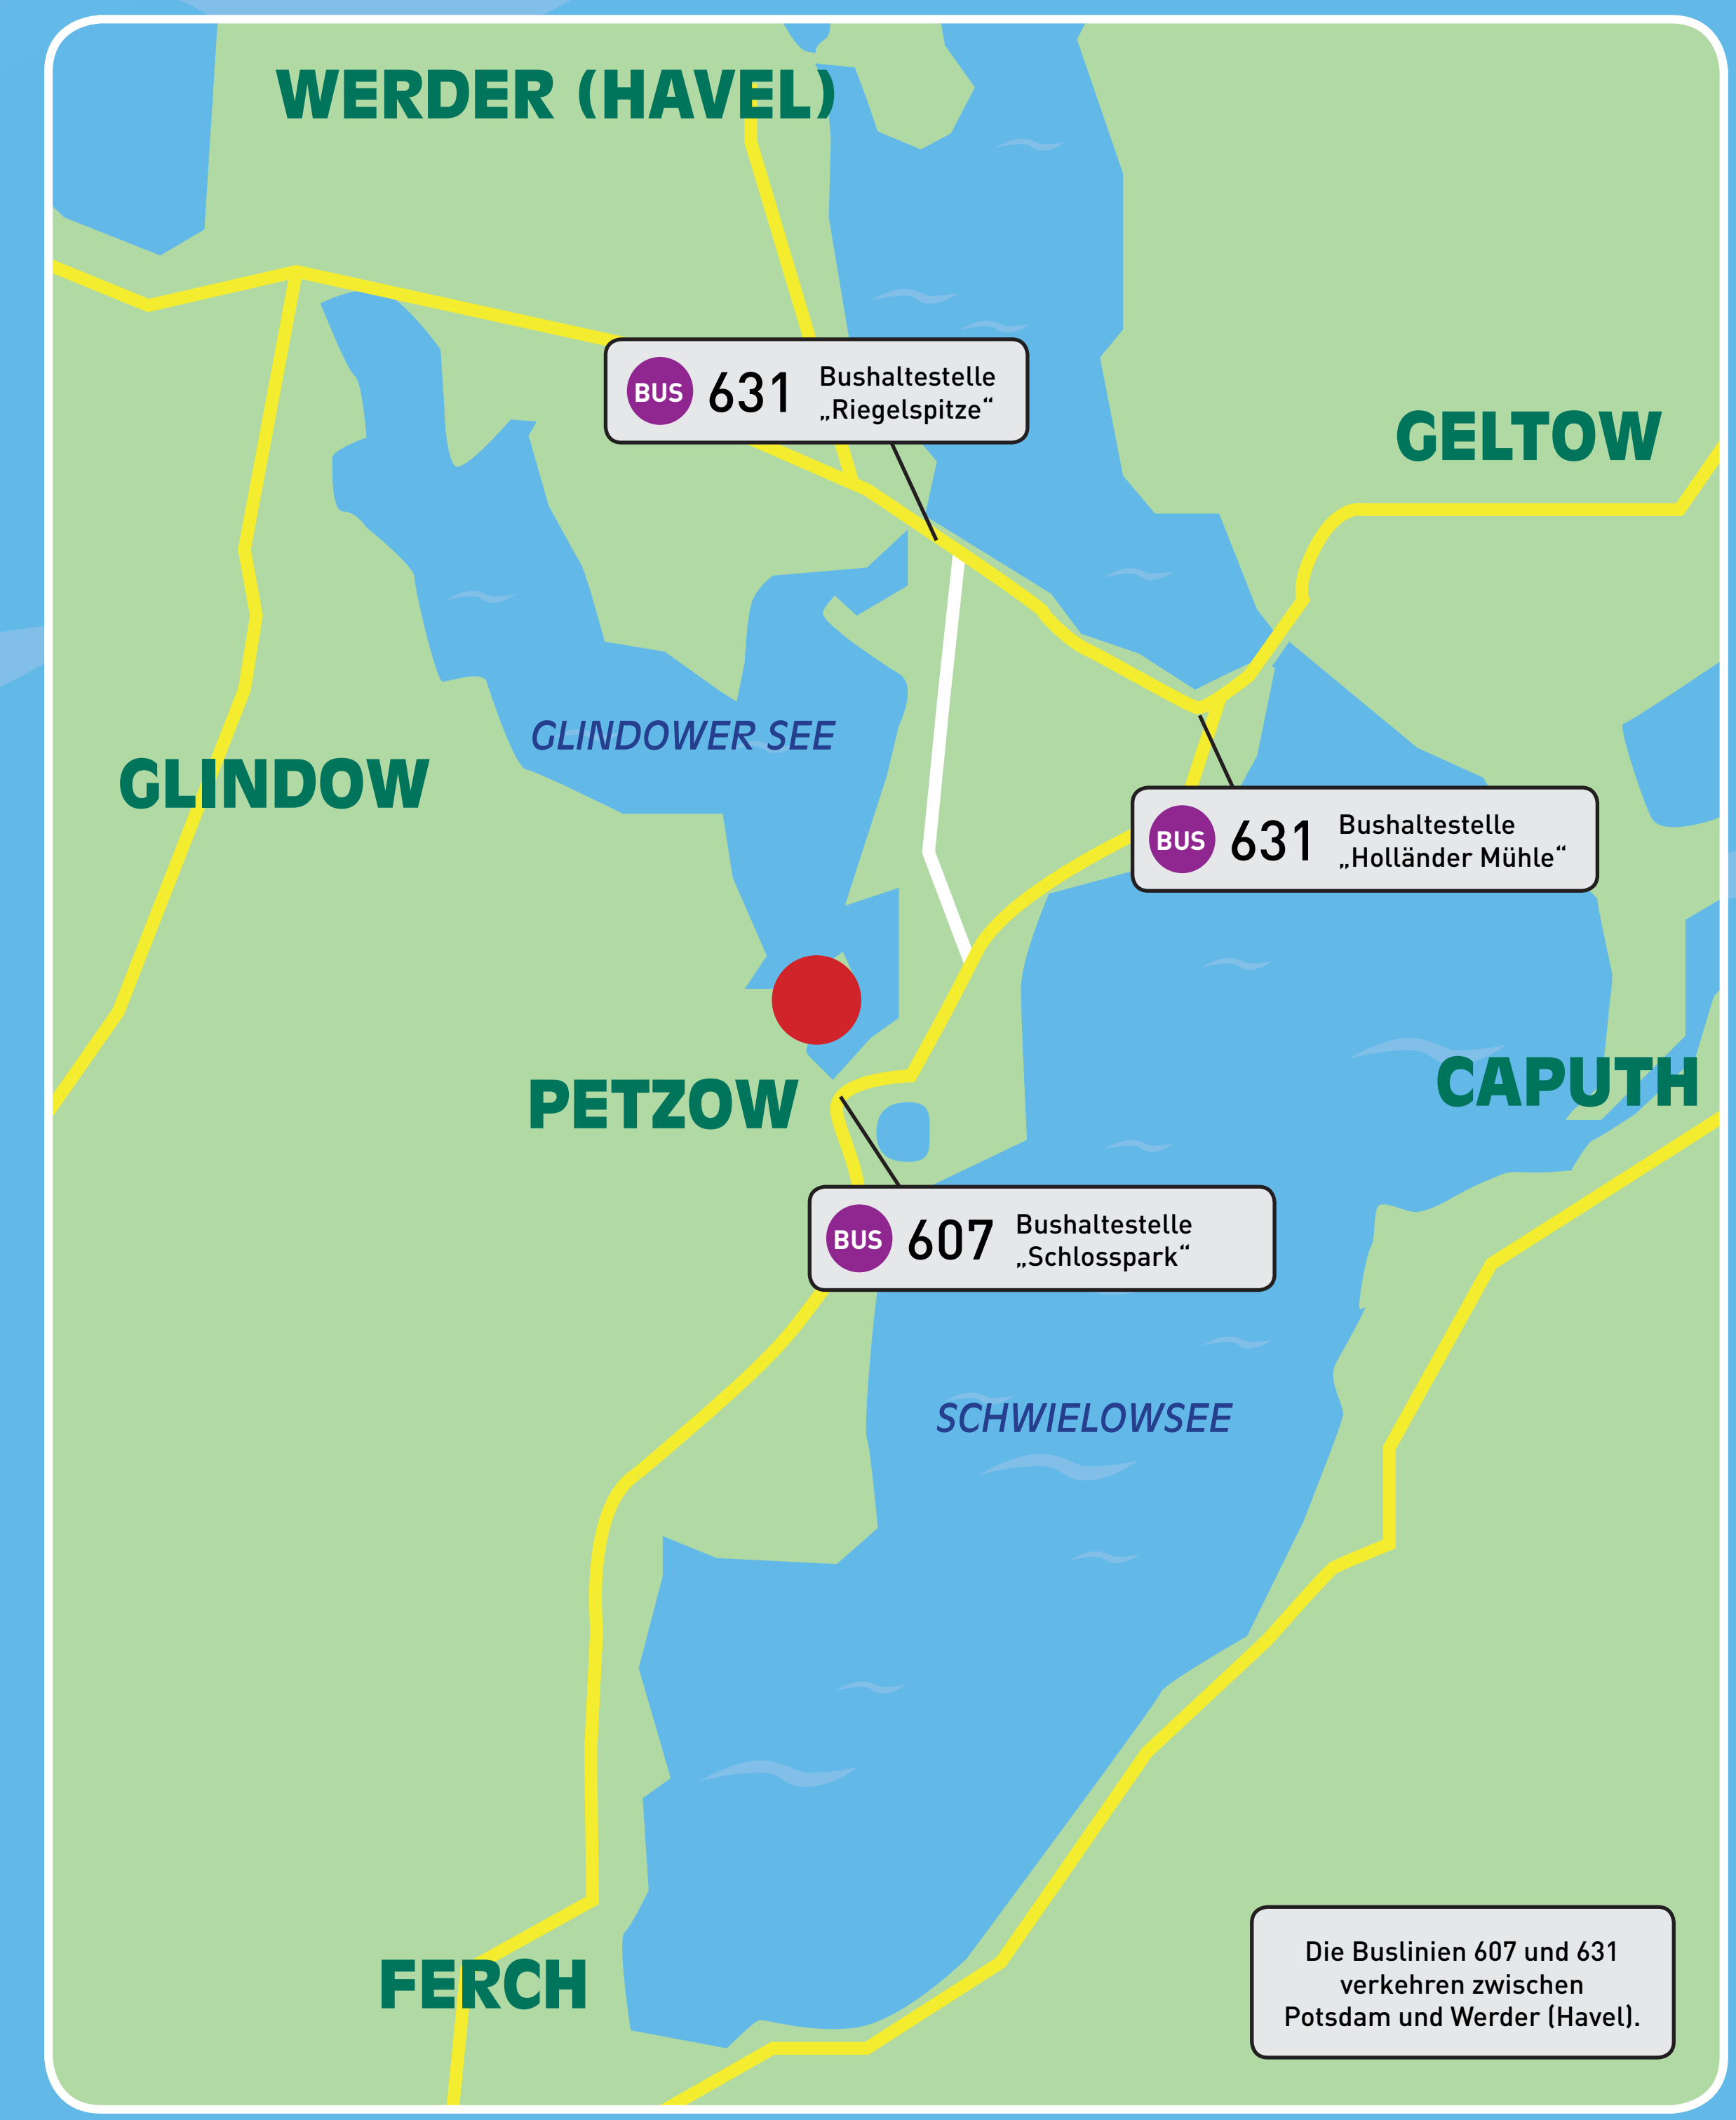 WERDER (HAVEL)
BUS 631 Bushaltestelle
„Riegelspitze“
GELTOW
GLINDOWER SEE
GLINDOW
BUS 631 Bushaltestelle
„Holländer Mühle“
CAPUTH
PETZOW
BUS 607 Bushaltestelle
„Schlosspark“
SCHWIELOWSEE
FERCH
Die Buslinien 607 und 631
verkehren zwischen
Potsdam und Werder (Havel).